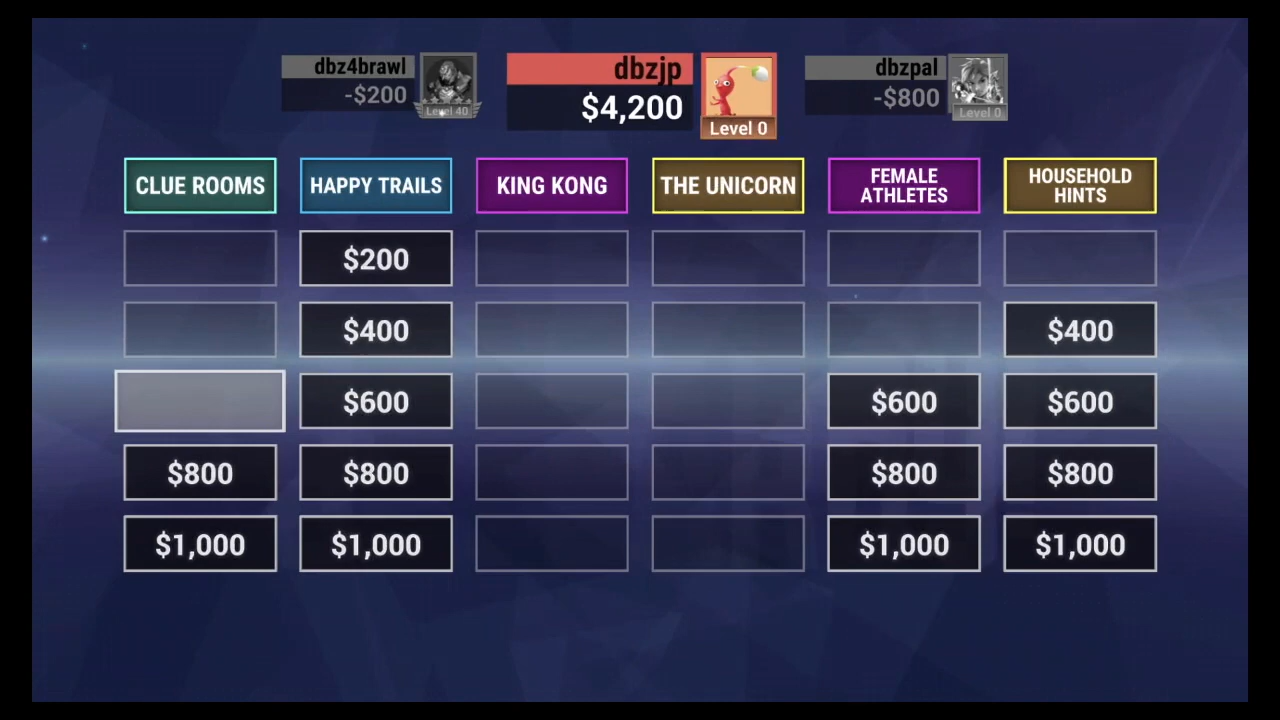 dbz4brawl
-$200
Level 40
dbzjp
$4,200
Level 0
dbzpal
-$800
Level 0
CLUE ROOMS
HAPPY TRAILS
KING KONG
THE UNICORN
FEMALE
ATHLETES
HOUSEHOLD
HINTS
$200
$400
$400
$600
$600
$600
$800
$800
$800
$800
$1,000
$1,000
$1,000
$1,000